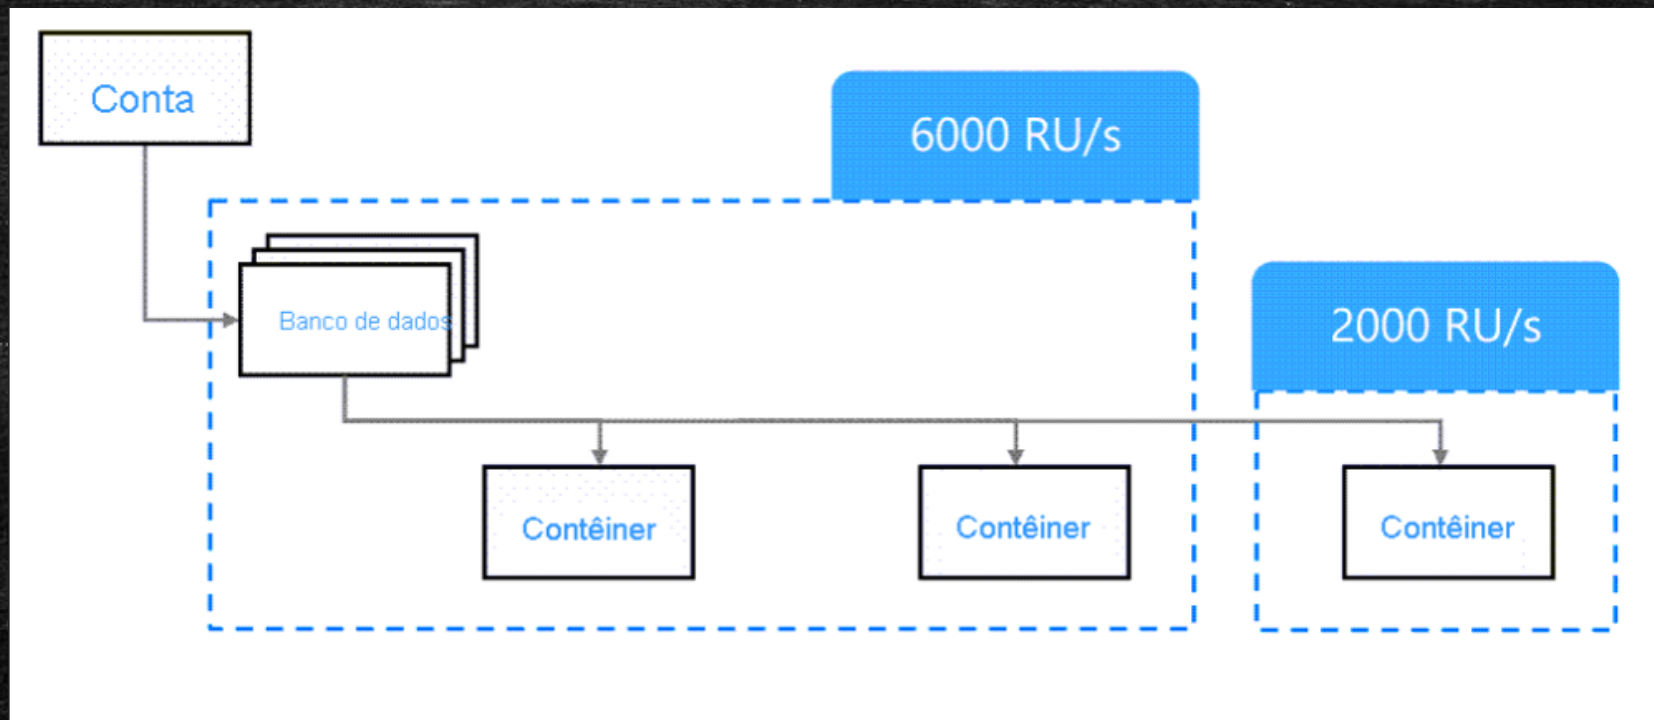 Conta
6000 RU/s
Banco de dados
2000 RU/s
Contêiner
Contêiner
Contêiner